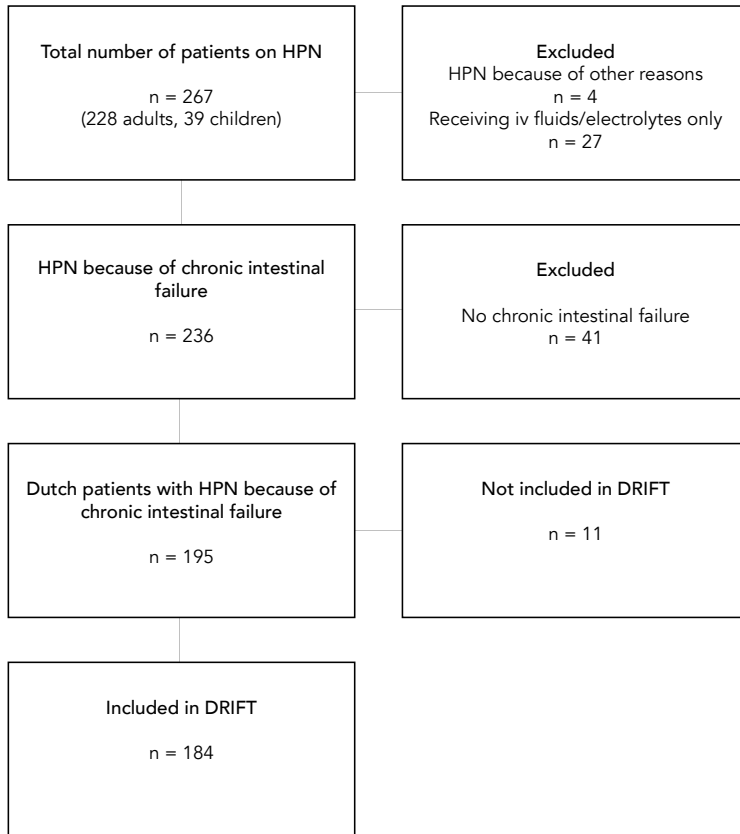 Total number of patients on HPN
n = 267
(228 adults, 39 children)
Excluded
HPN because of other reasons
n = 4
Receiving iv fluids/electrolytes only
n = 27
HPN because of chronic intestinal
failure
n = 236
Excluded
No chronic intestinal failure
n = 41
Dutch patients with HPN because of
chronic intestinal failure
n = 195
Not included in DRIFT
n = 11
Included in DRIFT
n = 184